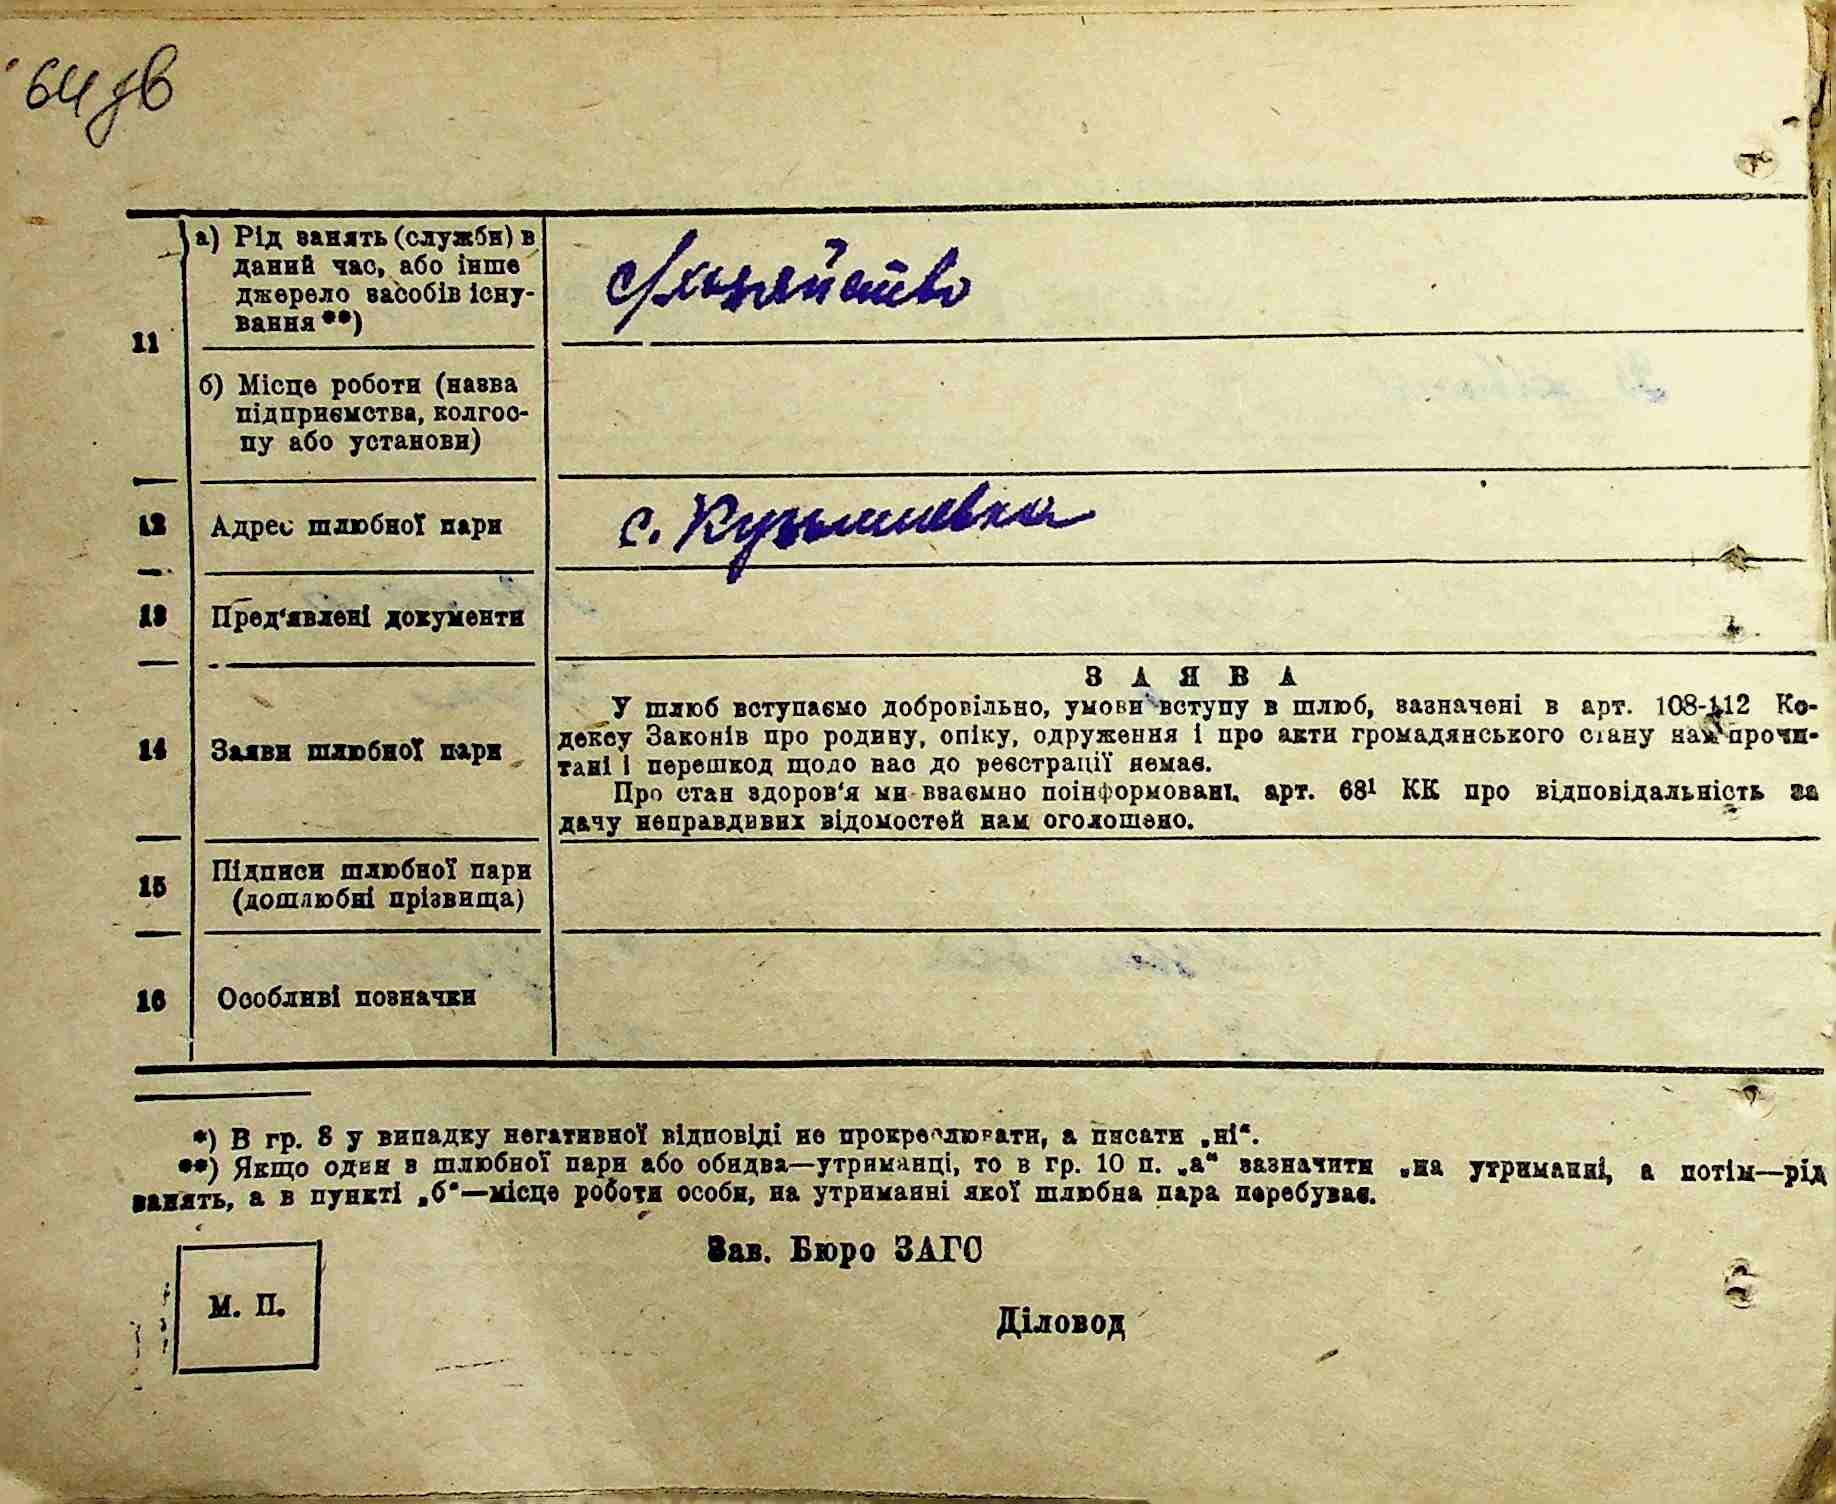 64 зв
а) Рід занять (служби) в
даний час, або інше
джерело засобів існу-
вання **)
с/хозяйство
11
б) Місце роботи (назва
підприємства, колгос-
пу або установи)
12 Адрес шлюбної пари с. Кузьминевка
13 Пред'явлені документи
ЗАЯВА
У шлюб вступаємо добровільно, умови вступу в шлюб, зазначені в арт. 108-112 Ко-
дексу Законів про родину, опіку, одруження і про акти громадянського стану нам прочи-
14 Заяви шлюбної пари
тані і перешкод щодо нас до реєстрації немає.
Про стан здоров'я ми взаємно поінформовані, арт. 68¹ КК про відповідальність за
дачу неправдивих відомостей нам оголошено.
15 Підписи шлюбної пари
(дошлюбні прізвища)
16 Особливі позначки
*) В гр. 8 у випадку негативної відповіді не прокреслювати, а писати „ні“.
**) Якщо один в шлюбної пари або обидва—утриманці, то в гр. 10 п. „а“ зазначити „на утриманні, а потім—рід
занять, а в пункті „б“—місце роботи особи, на утриманні якої шлюбна пара перебуває.
Зав. Бюро ЗАГС
М. П.
Діловод